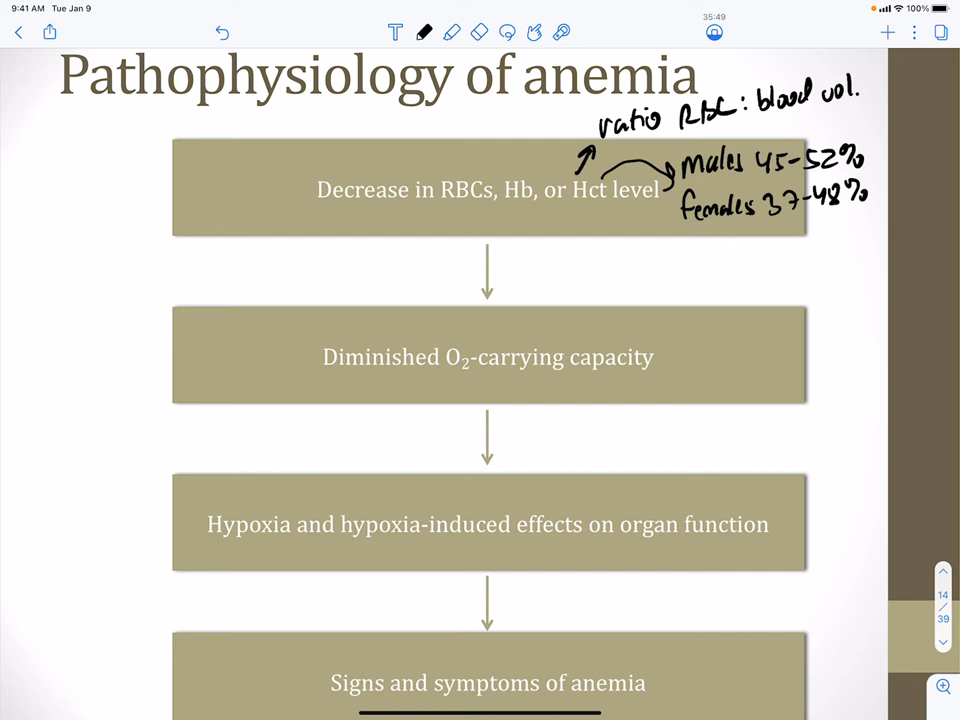 9:41 AM Tue Jan 9
35:49
100%
T
Pathophysiology of anemia
ratio RBC: blood vol.
Decrease in RBCs, Hb, or Hct level
males 45-52%
females 37-48%
Diminished O₂-carrying capacity
Hypoxia and hypoxia-induced effects on organ function
14
/
39
Signs and symptoms of anemia